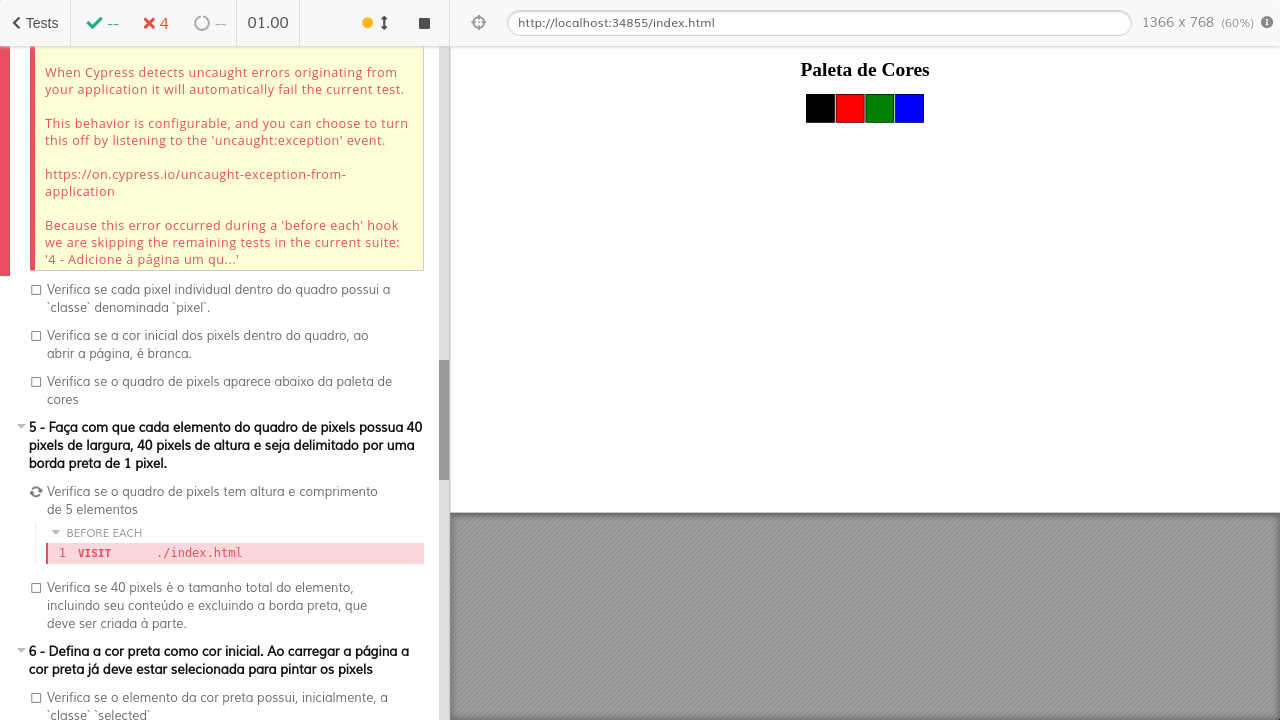 Tests
--
4
--
01.00
http://localhost:34855/index.html
1366 x 768 (60%)
When Cypress detects uncaught errors originating from
your application it will automatically fail the current test.
This behavior is configurable, and you can choose to turn
this off by listening to the 'uncaught:exception' event.
https://on.cypress.io/uncaught-exception-from-
application
Because this error occurred during a 'before each' hook
we are skipping the remaining tests in the current suite:
'4 - Adicione à página um qu...'
Verifica se cada pixel individual dentro do quadro possui a
`classe` denominada `pixel`.
Verifica se a cor inicial dos pixels dentro do quadro, ao
abrir a página, é branca.
Verifica se o quadro de pixels aparece abaixo da paleta de
cores
5 - Faça com que cada elemento do quadro de pixels possua 40
pixels de largura, 40 pixels de altura e seja delimitado por uma
borda preta de 1 pixel.
Verifica se o quadro de pixels tem altura e comprimento
de 5 elementos
BEFORE EACH
1 VISIT ./index.html
Verifica se 40 pixels é o tamanho total do elemento,
incluindo seu conteúdo e excluindo a borda preta, que
deve ser criada à parte.
6 - Defina a cor preta como cor inicial. Ao carregar a página a
cor preta já deve estar selecionada para pintar os pixels
Verifica se o elemento da cor preta possui, inicialmente, a
`classe` `selected`
Paleta de Cores